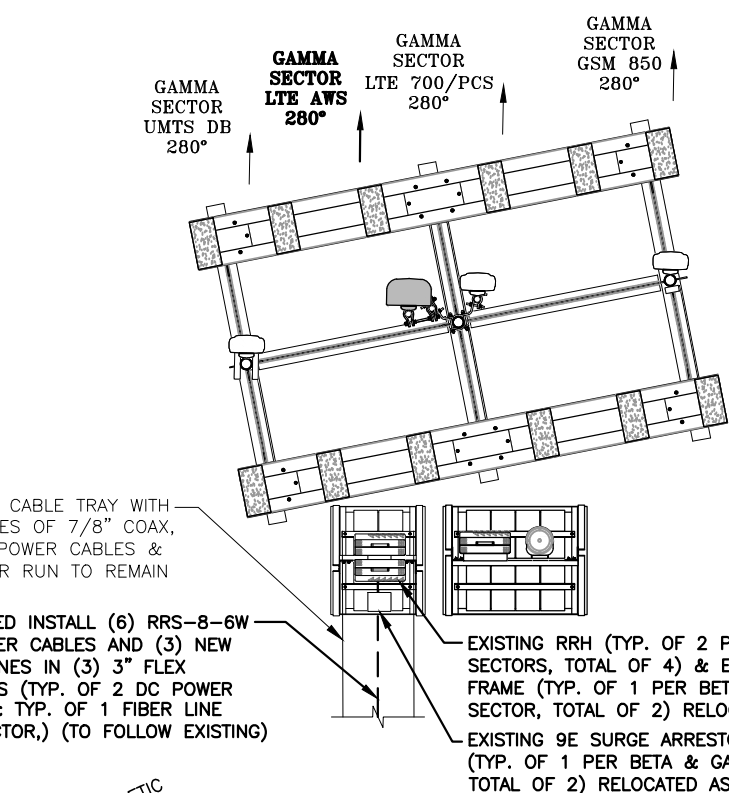 GAMMA
SECTOR
UMTS DB
280°
GAMMA
SECTOR
LTE AWS
280°
GAMMA
SECTOR
LTE 700/PCS
280°
GAMMA
SECTOR
GSM 850
280°
CABLE TRAY WITH
ES OF 7/8" COAX,
POWER CABLES &
R RUN TO REMAIN
ED INSTALL (6) RRS-8-6W
ER CABLES AND (3) NEW
NES IN (3) 3" FLEX
S (TYP. OF 2 DC POWER
: TYP. OF 1 FIBER LINE
CTOR,) (TO FOLLOW EXISTING)
EXISTING RRH (TYP. OF 2 P
SECTORS, TOTAL OF 4) & E
FRAME (TYP. OF 1 PER BET
SECTOR, TOTAL OF 2) RELOC
EXISTING 9E SURGE ARRESTO
(TYP. OF 1 PER BETA & GA
TOTAL OF 2) RELOCATED AS
ETIC